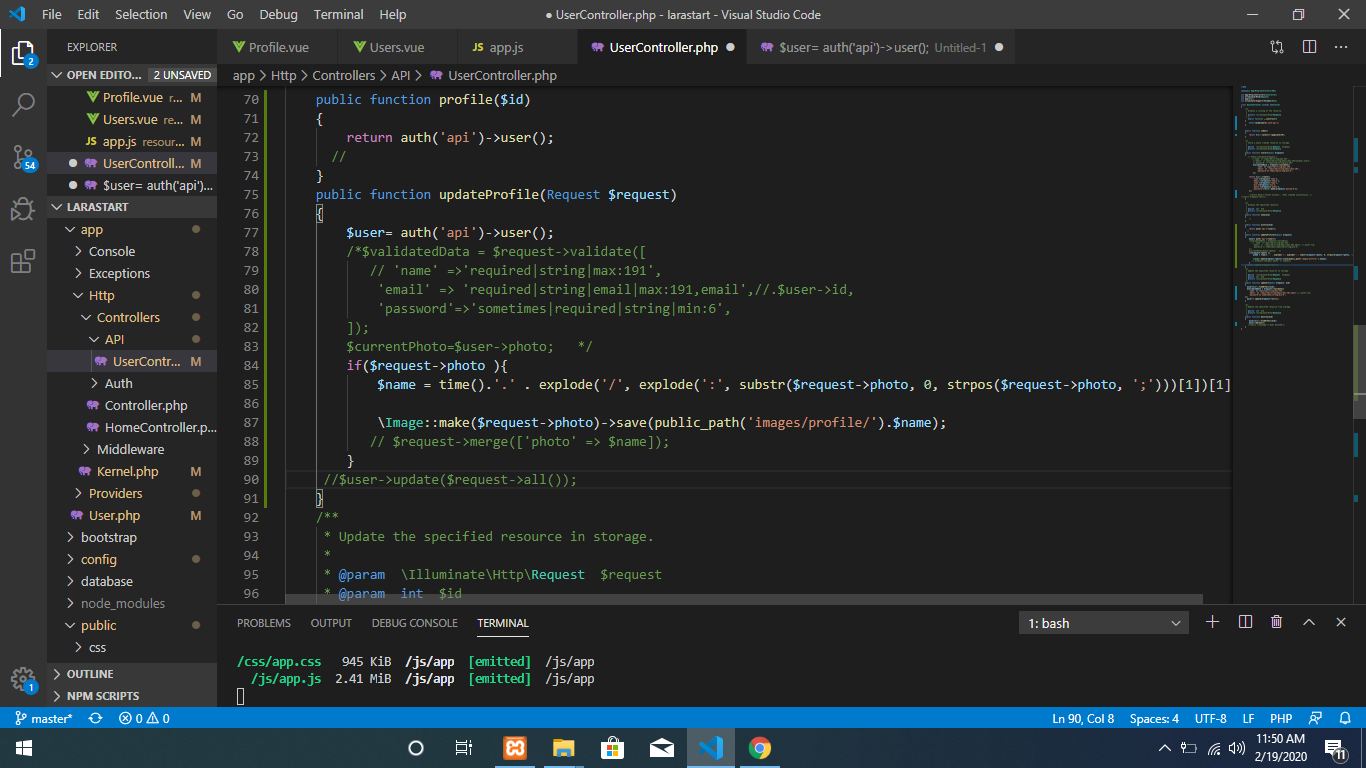 File Edit Selection View Go Debug Terminal Help
● UserController.php - larastart - Visual Studio Code
EXPLORER
Profile.vue
Users.vue
JS app.js
UserController.php ●
$user= auth('api')->user(); Untitled-1 ●
OPEN EDITO... 2 UNSAVED
app > Http > Controllers > API > UserController.php
Profile.vue r... M
Users.vue r... M
JS app.js resour... M
● UserControll... M
● $user= auth('api')...
LARASTART
app
Console
Exceptions
Http
Controllers
API
UserContr... M
Auth
Controller.php
HomeController.p...
Middleware
Kernel.php M
Providers
User.php M
bootstrap
config
database
node_modules
public
css
OUTLINE
NPM SCRIPTS
2
54
1
70 public function profile($id)
71 {
72 return auth('api')->user();
73 //
74 }
75 public function updateProfile(Request $request)
76 {
77 $user= auth('api')->user();
78 /*$validatedData = $request->validate([
79 // 'name' =>'required|string|max:191',
80 'email' => 'required|string|email|max:191,email',//.$user->id,
81 'password'=>'sometimes|required|string|min:6',
82 ]);
83 $currentPhoto=$user->photo; */
84 if($request->photo ){
85 $name = time().'.' . explode('/', explode(':', substr($request->photo, 0, strpos($request->photo, ';')))[1])[1]
86
87 \Image::make($request->photo)->save(public_path('images/profile/').$name);
88 // $request->merge(['photo' => $name]);
89 }
90 //$user->update($request->all());
91 }
92 /**
93 * Update the specified resource in storage.
94 *
95 * @param \Illuminate\Http\Request $request
96 * @param int $id
PROBLEMS OUTPUT DEBUG CONSOLE TERMINAL
1: bash
/css/app.css 945 KiB /js/app [emitted] /js/app
/js/app.js 2.41 MiB /js/app [emitted] /js/app
master* 0 0
Ln 90, Col 8 Spaces: 4 UTF-8 LF PHP
11:50 AM
2/19/2020
11